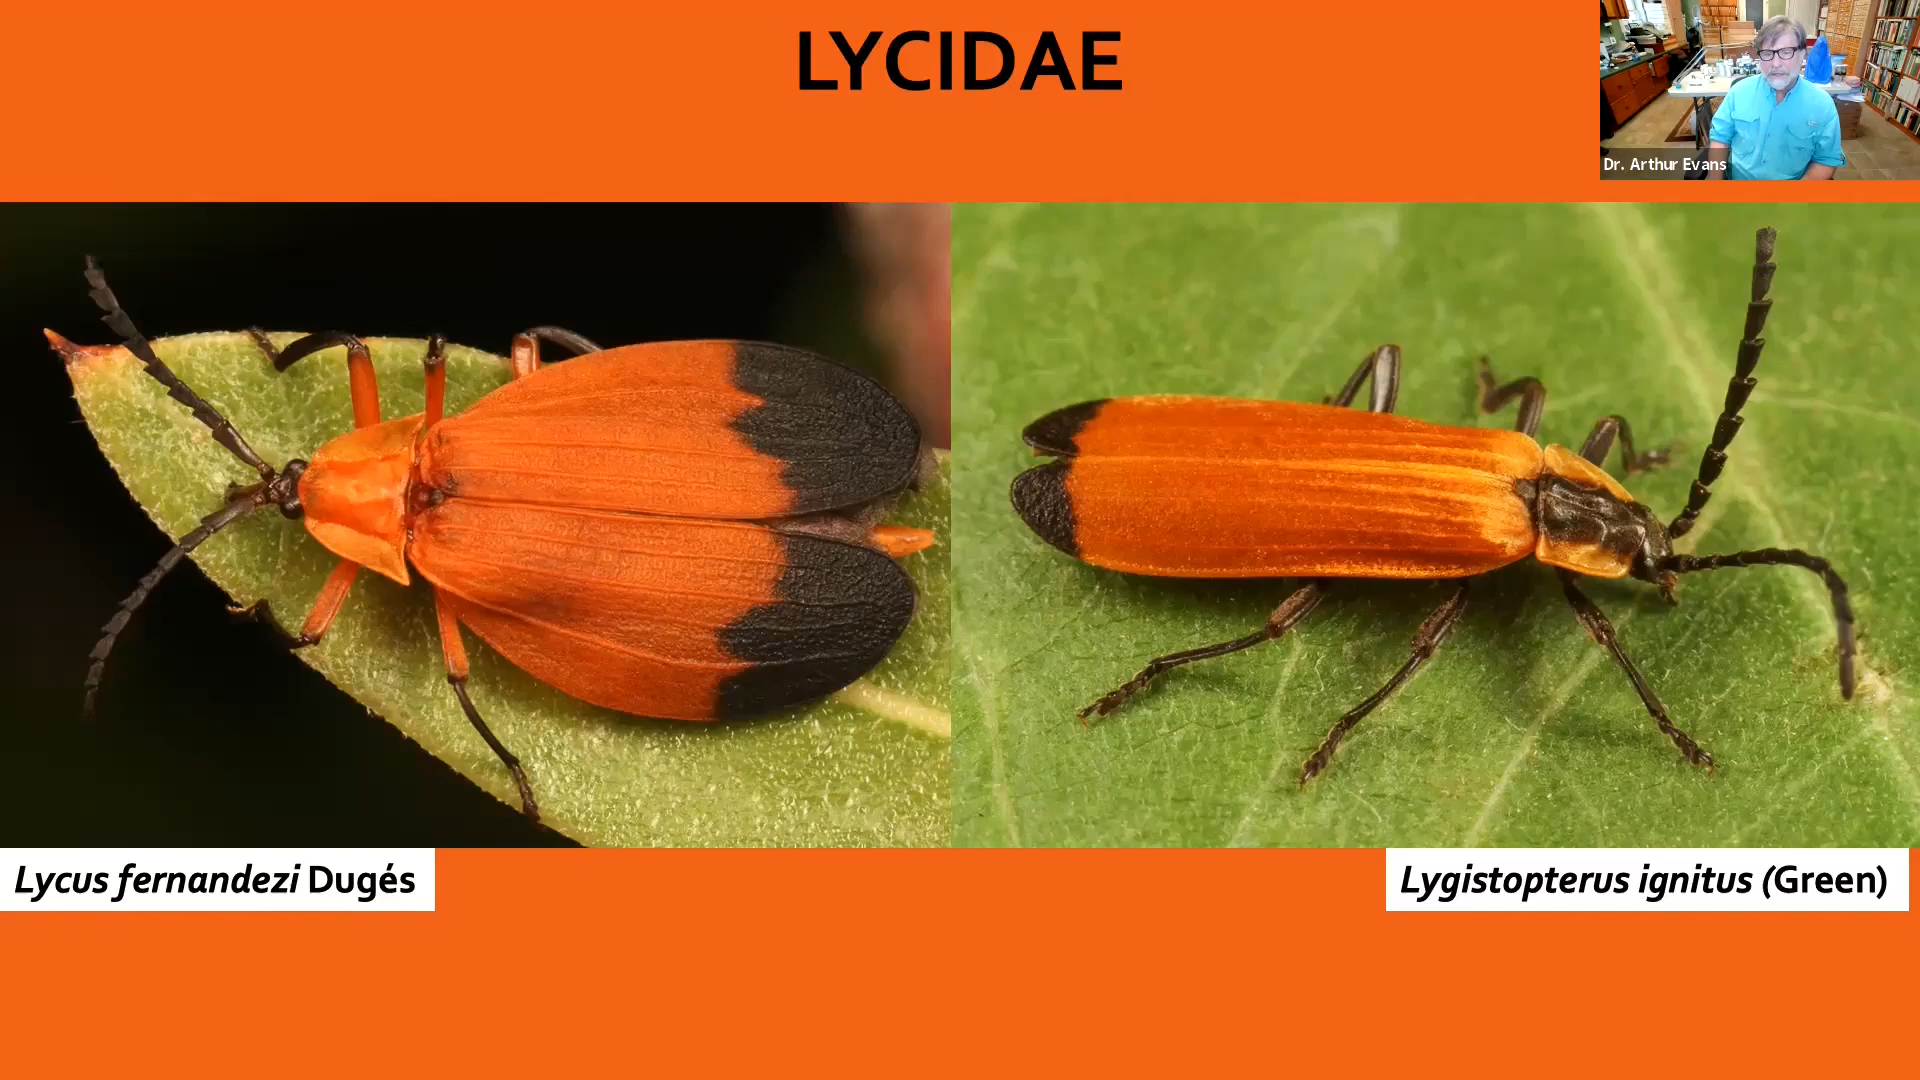 LYCIDAE
Dr. Arthur Evans
Lycus fernandezi Dugés
Lygistopterus ignitus (Green)